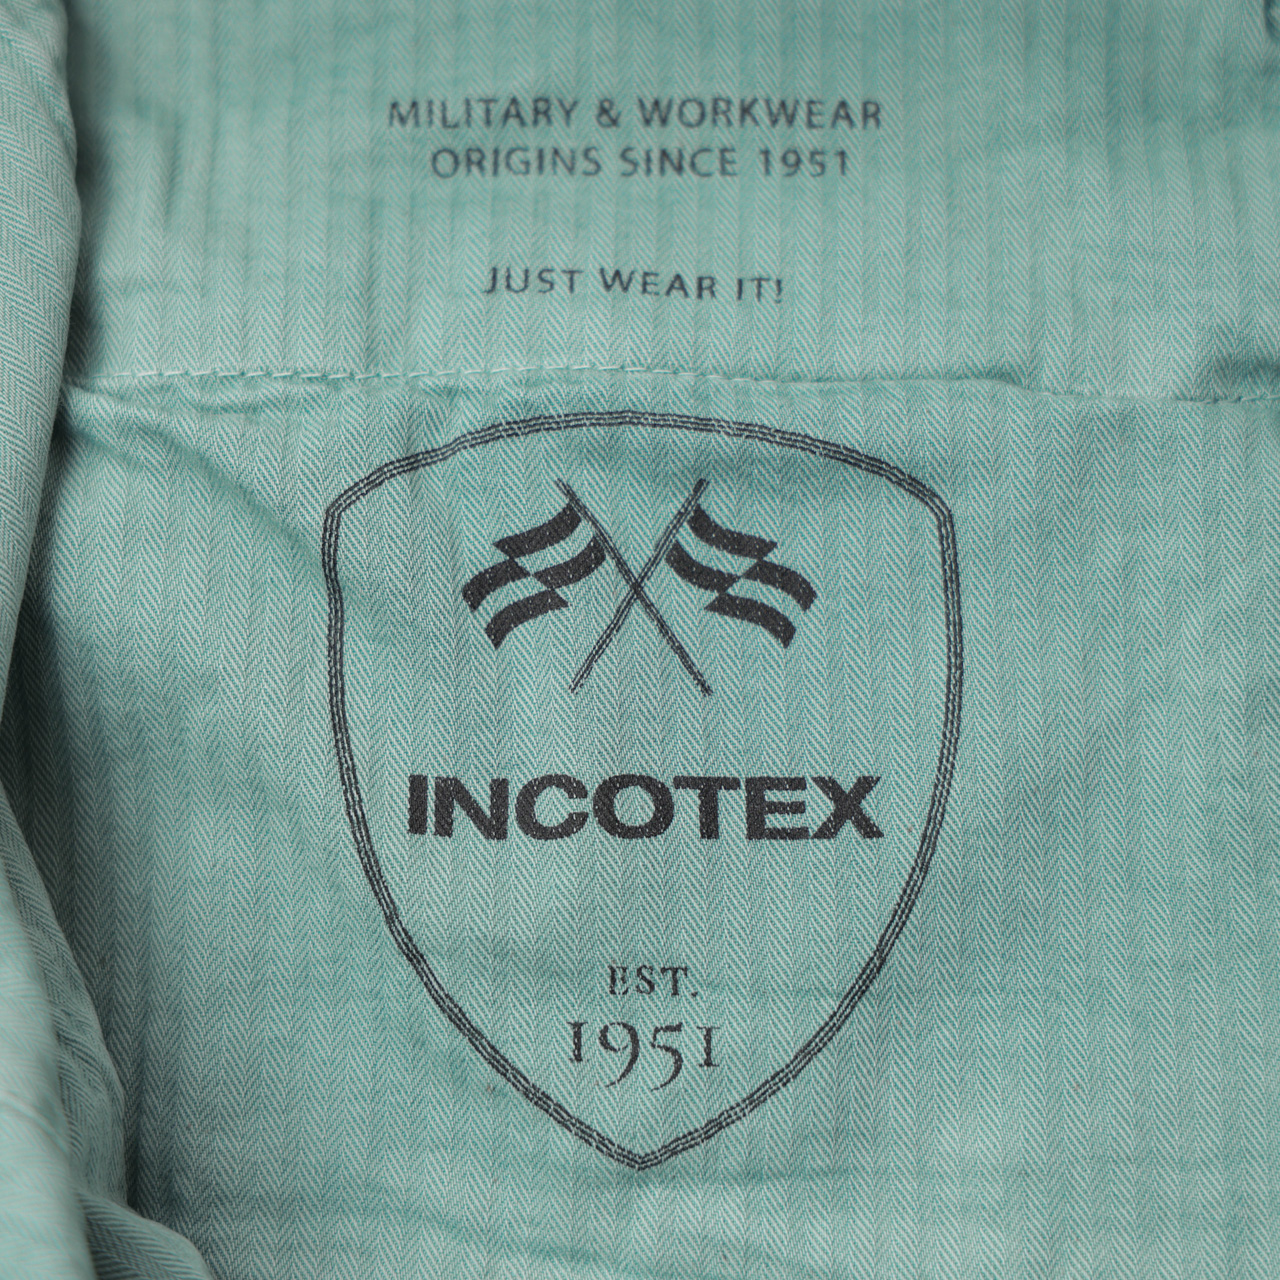 MILITARY & WORKWEAR
ORIGINS SINCE 1951
JUST WEAR IT!
INCOTEX
EST.
1951